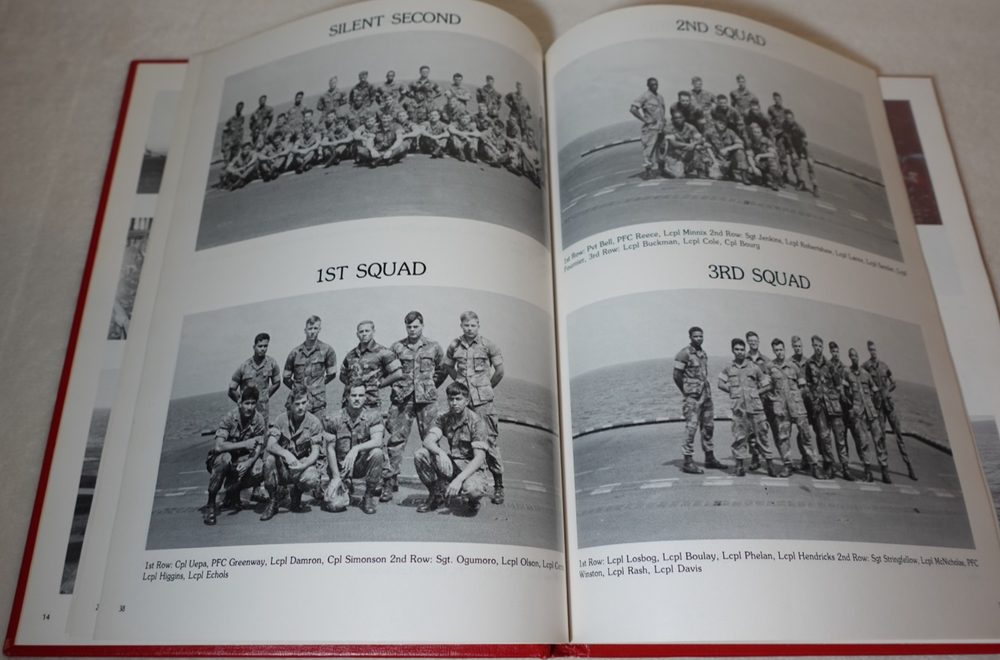 SILENT SECOND
1ST SQUAD
1st Row: Cpl Uepa, PFC Greenway, Lcpl Damron, Cpl Simonson 2nd Row: Sgt. Ogumoro, Lcpl Olson, Lcpl
Lcpl Higgins, Lcpl Echols
14
38
2ND SQUAD
1st Row: Pvt Bell, PFC Reece, Lcpl Minnix 2nd Row: Sgt Jenkins, Lcpl Robertshaw, Lcpl Lcpl Lcpl
3rd Row: Lcpl Buckman, Lcpl Cole, Cpl Bourg
3RD SQUAD
1st Row: Lcpl Losbog, Lcpl Boulay, Lcpl Phelan, Lcpl Hendricks 2nd Row: Sgt Stringfellow, Lcpl McNicholas, PFC
Winston, Lcpl Rash, Lcpl Davis